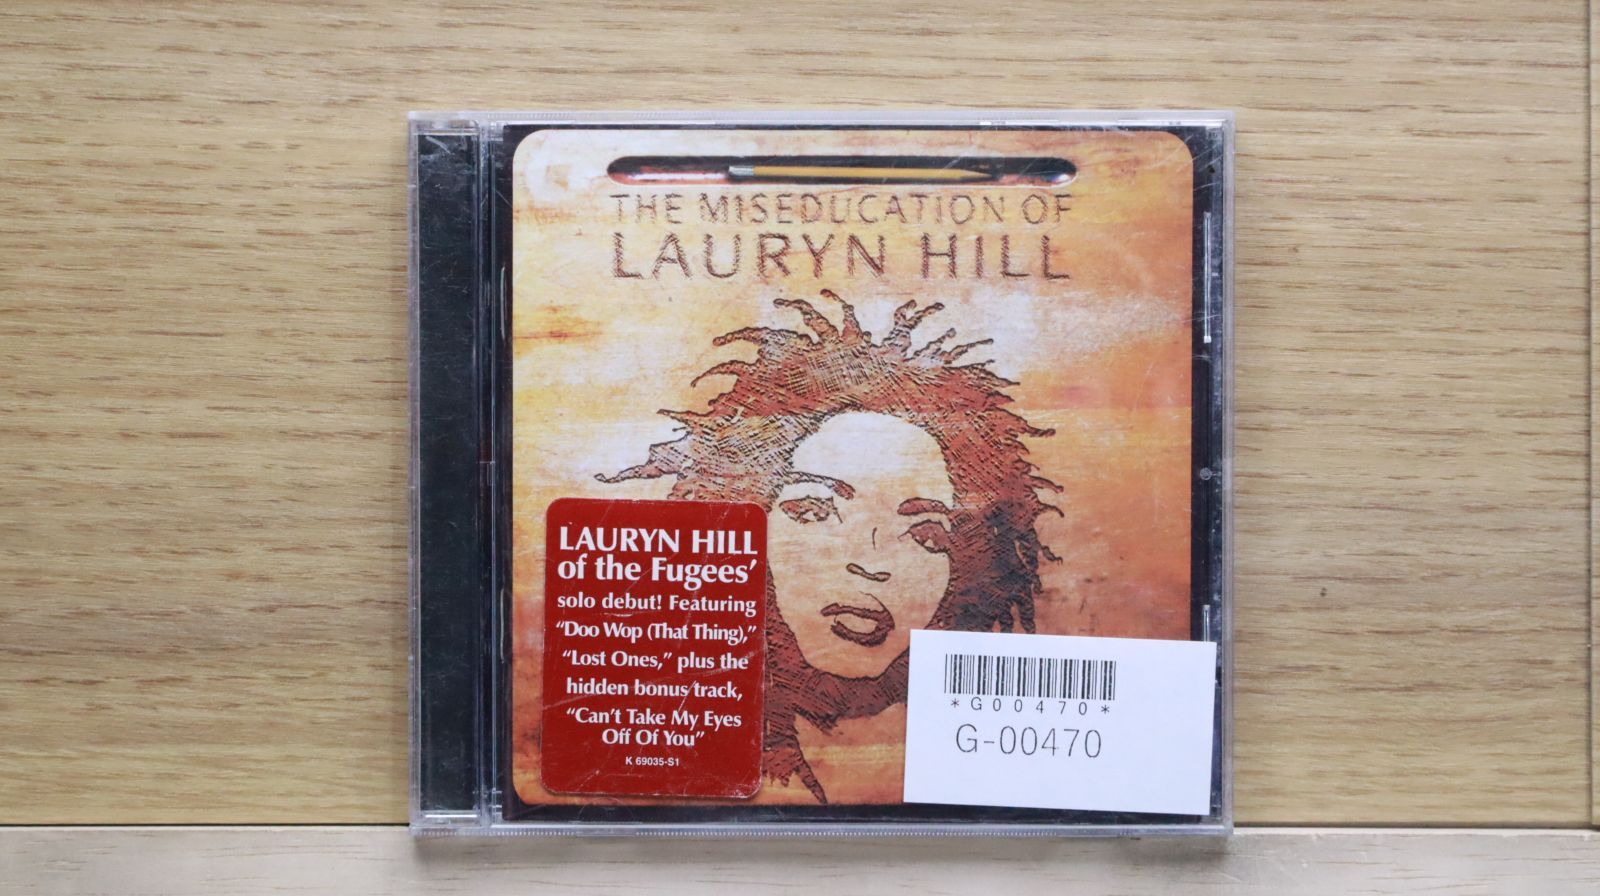 THE MISEDUCATION OF
LAURYN HILL
LAURYN HILL
of the Fugees’
solo debut! Featuring
“Doo Wop (That Thing),”
“Lost Ones,” plus the
hidden bonus track,
“Can’t Take My Eyes
Off Of You”
K 69035-S1
*G00470*
G-00470